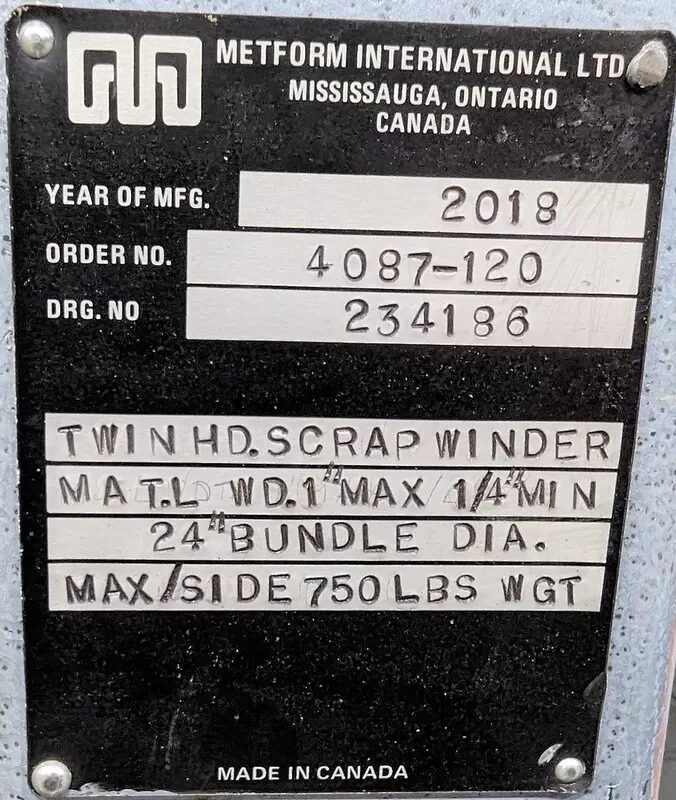 METFORM INTERNATIONAL LTD
MISSISSAUGA, ONTARIO
CANADA
YEAR OF MFG. 2018
ORDER NO. 4087-120
DRG. NO 234186
TWIN HD. SCRAP WINDER
MAT.L WD. 1" MAX 1/4" MIN
24" BUNDLE DIA.
MAX/SIDE 750 LBS WGT
MADE IN CANADA